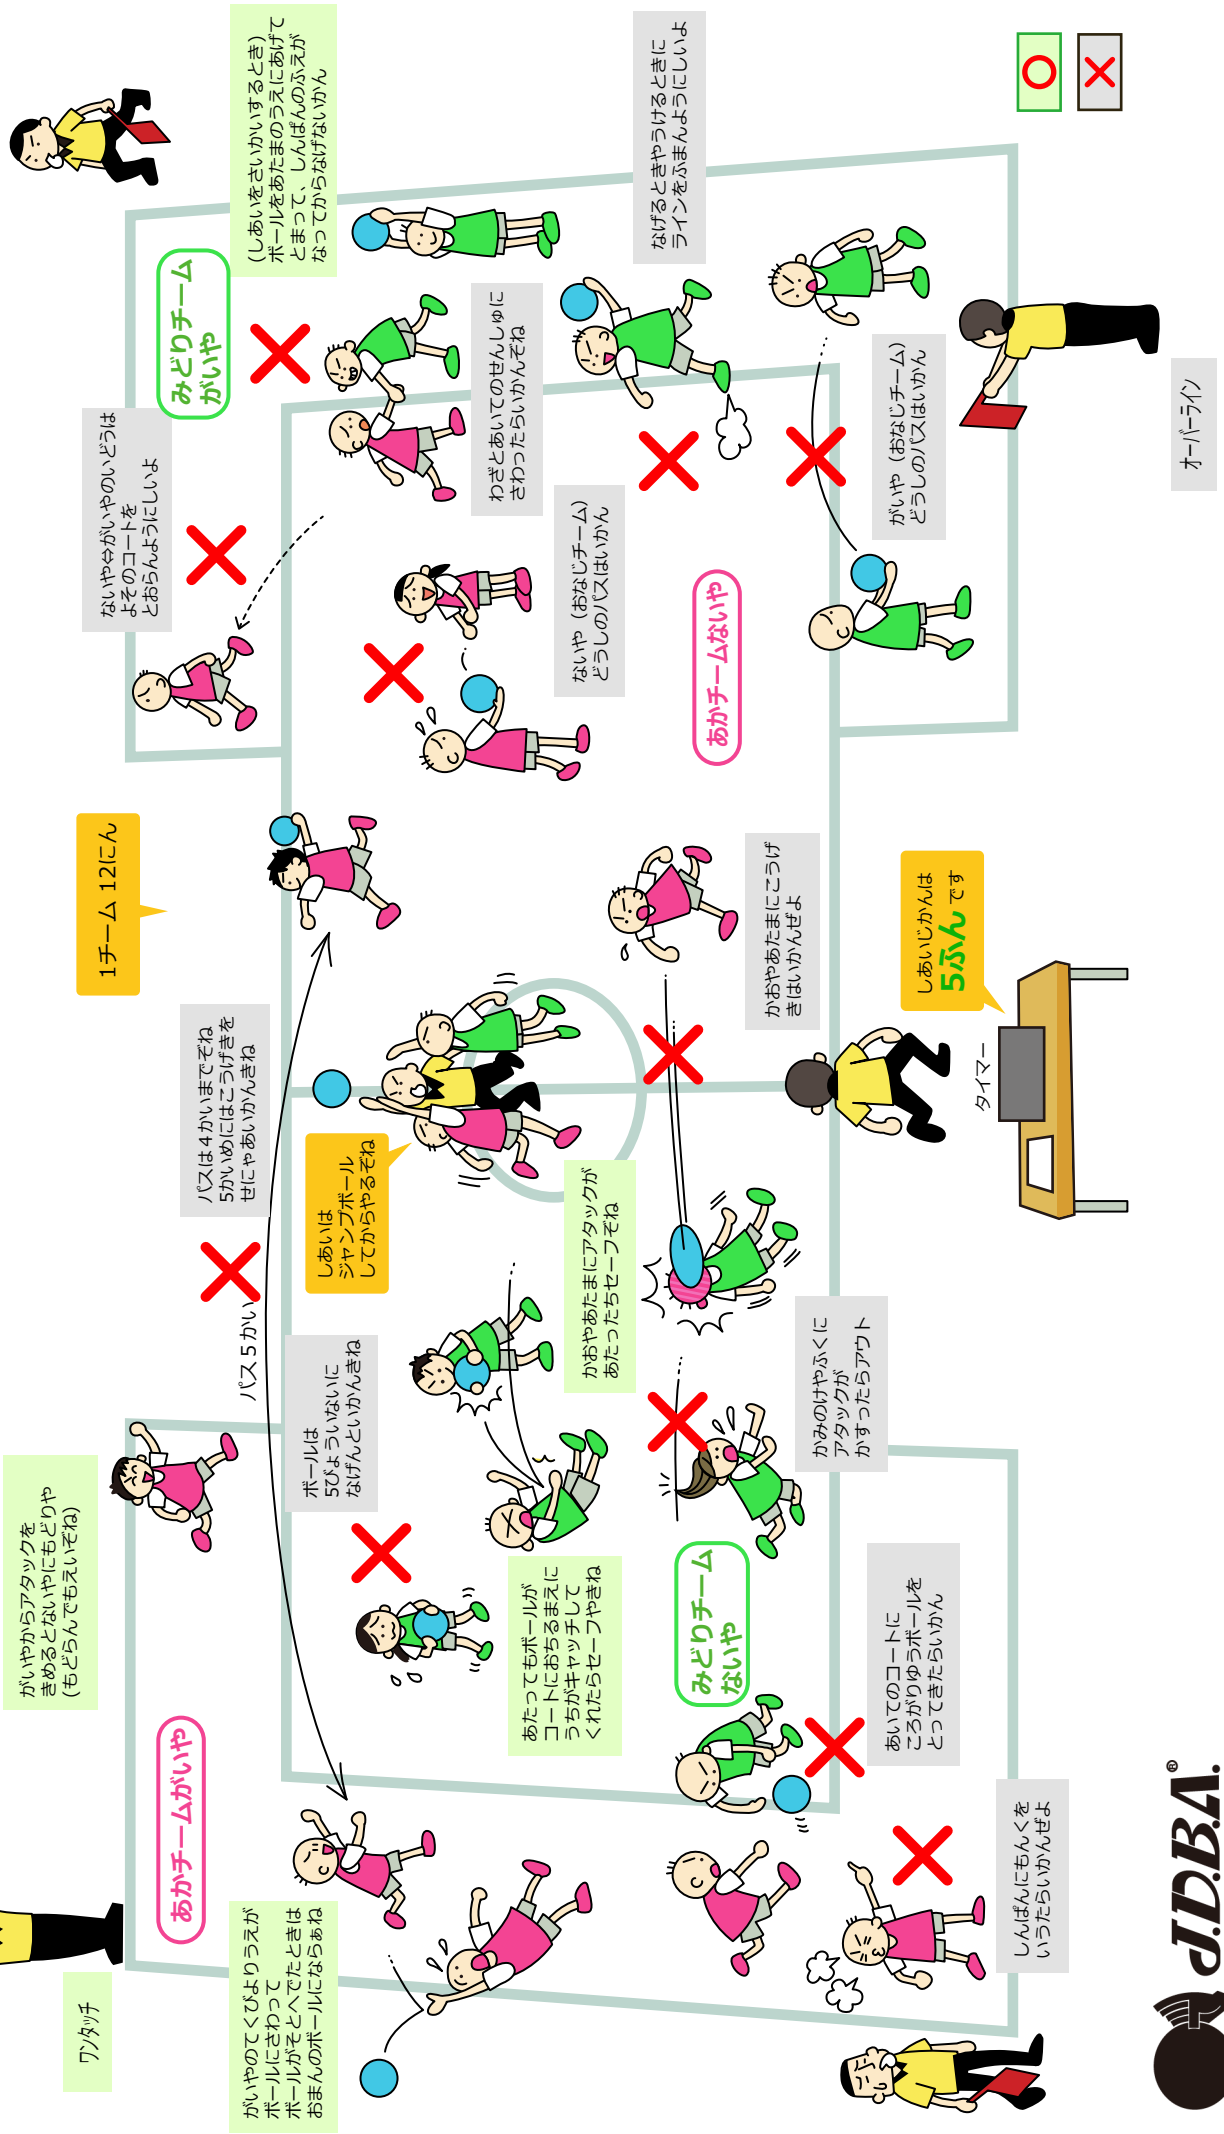 がいやからアタックを
きめるとないやにもどりや
(もどらんでもえいぞね)
ワンタッチ
1チーム 12にん
ないや⇔がいやのいどうは
よそのコートを
とおらんようにしいよ
あかチームがいや
みどりチーム
がいや
パスは4かいまでぞね
5かいめにはこうげきを
せにゃあいかんきね
パス5かい
がいやのてくびよりうえが
ボールにさわって
ボールがそとへでたときは
おまんのボールにならあね
(しあいをさいかいするとき)
ボールをあたまのうえにあげて
とまって、しんぱんのふえが
なってからなげないかん
ボールは
5びょういないに
なげんといかんきね
しあいは
ジャンプボール
してからやるぞね
わざとあいてのせんしゅに
さわったらいかんぞね
あたってもボールが
コートにおちるまえに
うちがキャッチして
くれたらセーフやきね
かおやあたまにアタックが
あたったちセーフぞね
ないや (おなじチーム)
どうしのパスはいかん
なげるときやうけるときに
ラインをふまんようにしいよ
みどりチーム
ないや
あかチームないや
かおやあたまにこうげ
きはいかんぜよ
かみのけやふくに
アタックが
かすったらアウト
あいてのコートに
ころがりゆうボールを
とってきたらいかん
がいや (おなじチーム)
どうしのパスはいかん
しあいじかんは
5ふんです
タイマー
しんぱんにもんくを
いうたらいかんぜよ
オーバーライン
J.D.B.A.®